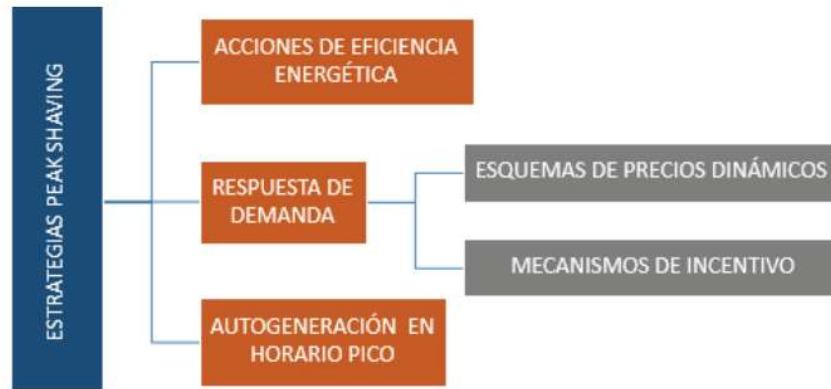 ESTRATEGIAS PEAK SHAVING
ACCIONES DE EFICIENCIA
ENERGÉTICA
RESPUESTA DE
DEMANDA
ESQUEMAS DE PRECIOS DINÁMICOS
MECANISMOS DE INCENTIVO
AUTOGENERACIÓN EN
HORARIO PICO